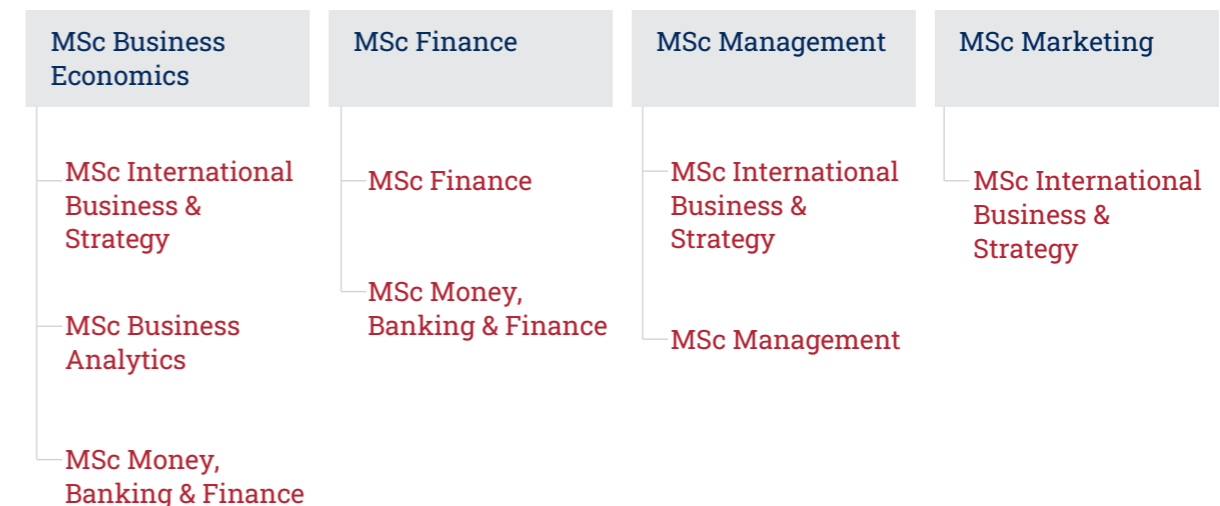 MSc Business
Economics
MSc International
Business &
Strategy
MSc Business
Analytics
MSc Money,
Banking & Finance
MSc Finance
MSc Finance
MSc Money,
Banking & Finance
MSc Management
MSc International
Business &
Strategy
MSc Management
MSc Marketing
MSc International
Business &
Strategy